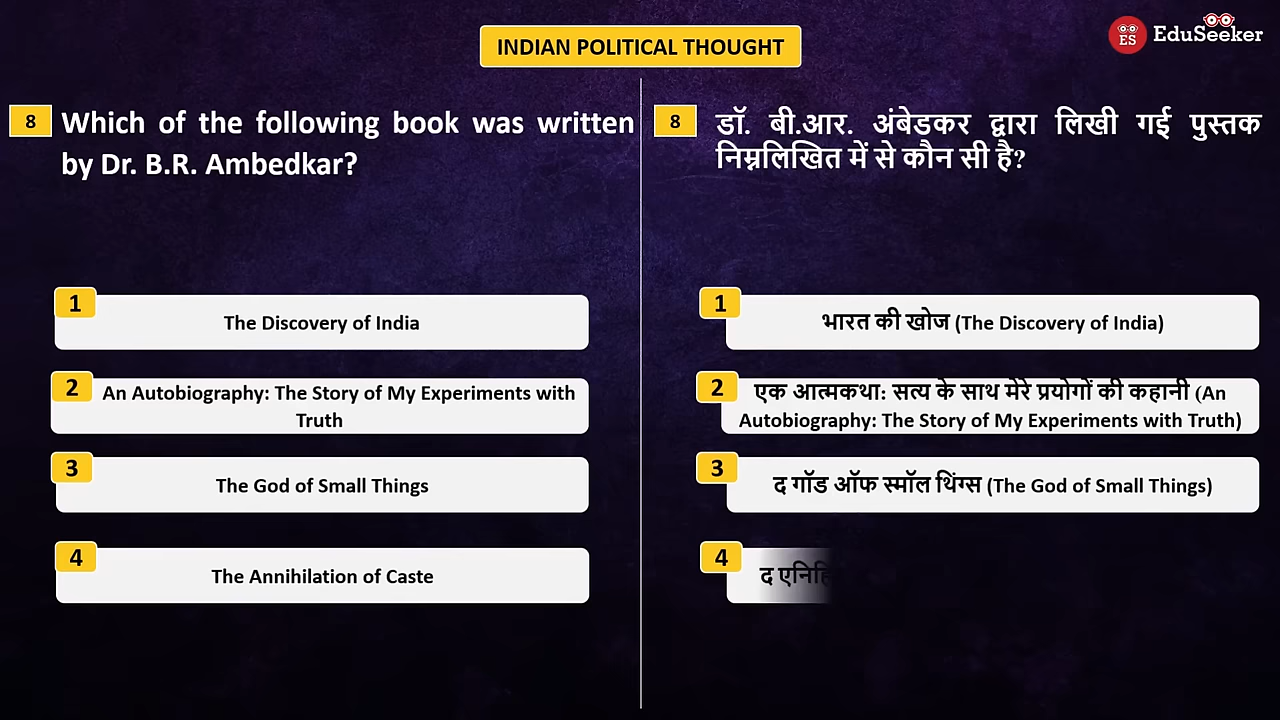 INDIAN POLITICAL THOUGHT
ES EduSeeker
8 Which of the following book was written
by Dr. B.R. Ambedkar?
1
The Discovery of India
2
An Autobiography: The Story of My Experiments with
Truth
3
The God of Small Things
4
The Annihilation of Caste
8 डॉ. बी.आर. अंबेडकर द्वारा लिखी गई पुस्तक
निम्नलिखित में से कौन सी है?
1
भारत की खोज (The Discovery of India)
2
एक आत्मकथा: सत्य के साथ मेरे प्रयोगों की कहानी (An
Autobiography: The Story of My Experiments with Truth)
3
द गॉड ऑफ स्मॉल थिंग्स (The God of Small Things)
4
द